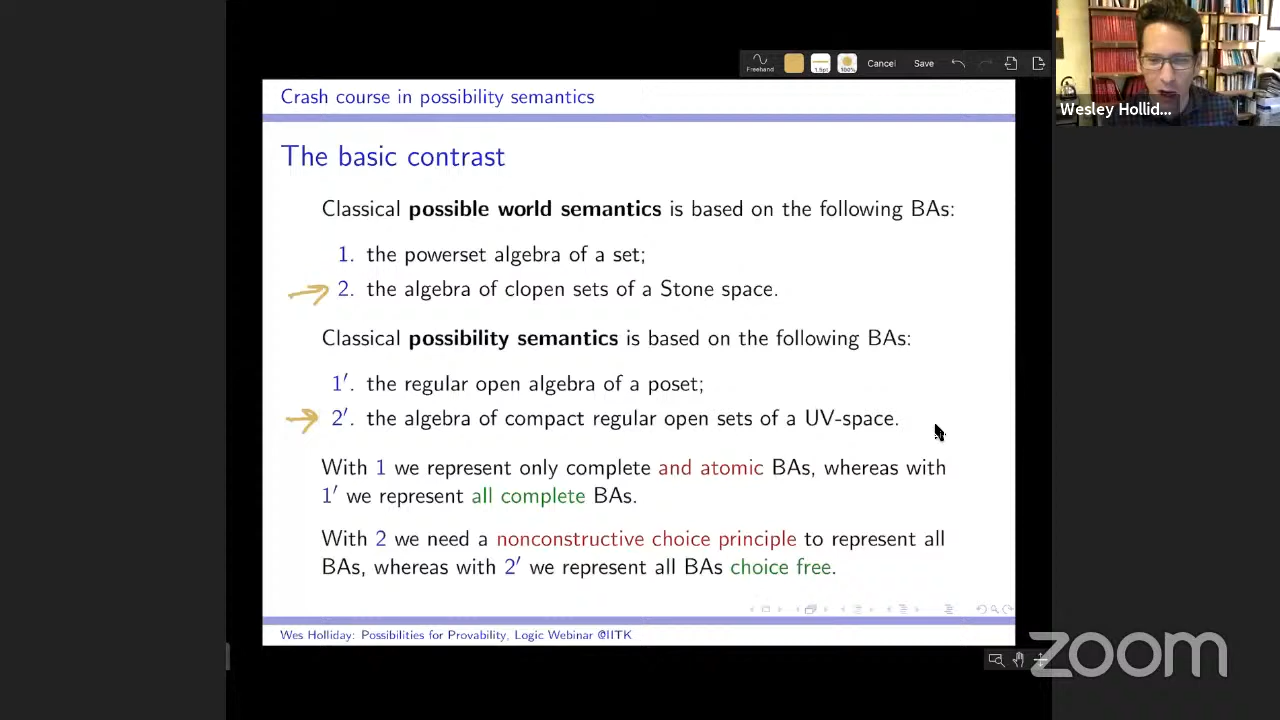 Freehand
1.5pt
100%
Cancel
Save
Wesley Hollid...
Crash course in possibility semantics
The basic contrast
Classical possible world semantics is based on the following BAs:
1. the powerset algebra of a set;
2. the algebra of clopen sets of a Stone space.
Classical possibility semantics is based on the following BAs:
1′. the regular open algebra of a poset;
2′. the algebra of compact regular open sets of a UV-space.
With 1 we represent only complete and atomic BAs, whereas with
1′ we represent all complete BAs.
With 2 we need a nonconstructive choice principle to represent all
BAs, whereas with 2′ we represent all BAs choice free.
Wes Holliday: Possibilities for Provability, Logic Webinar @IITK
zoom